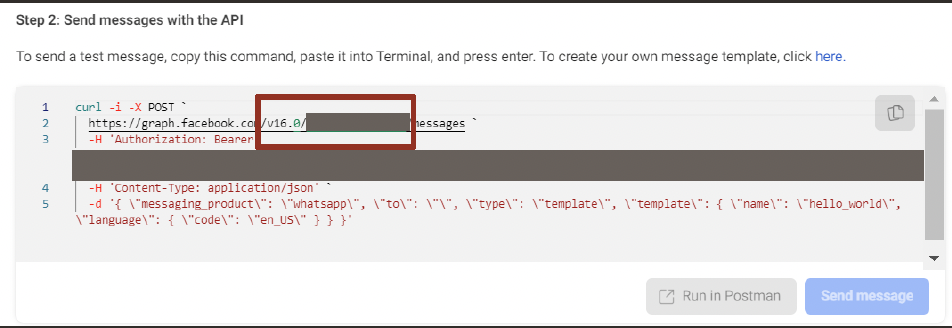 Step 2: Send messages with the API
To send a test message, copy this command, paste it into Terminal, and press enter. To create your own message template, click here.
1 curl -i -X POST `
2 https://graph.facebook.com/v16.0/ /messages `
3 -H 'Authorization: Bearer
4 -H 'Content-Type: application/json' `
5 -d '{ \"messaging_product\": \"whatsapp\", \"to\": \"\", \"type\": \"template\", \"template\": { \"name\": \"hello_world\",
\"language\": { \"code\": \"en_US\" } } }'
Run in Postman
Send message